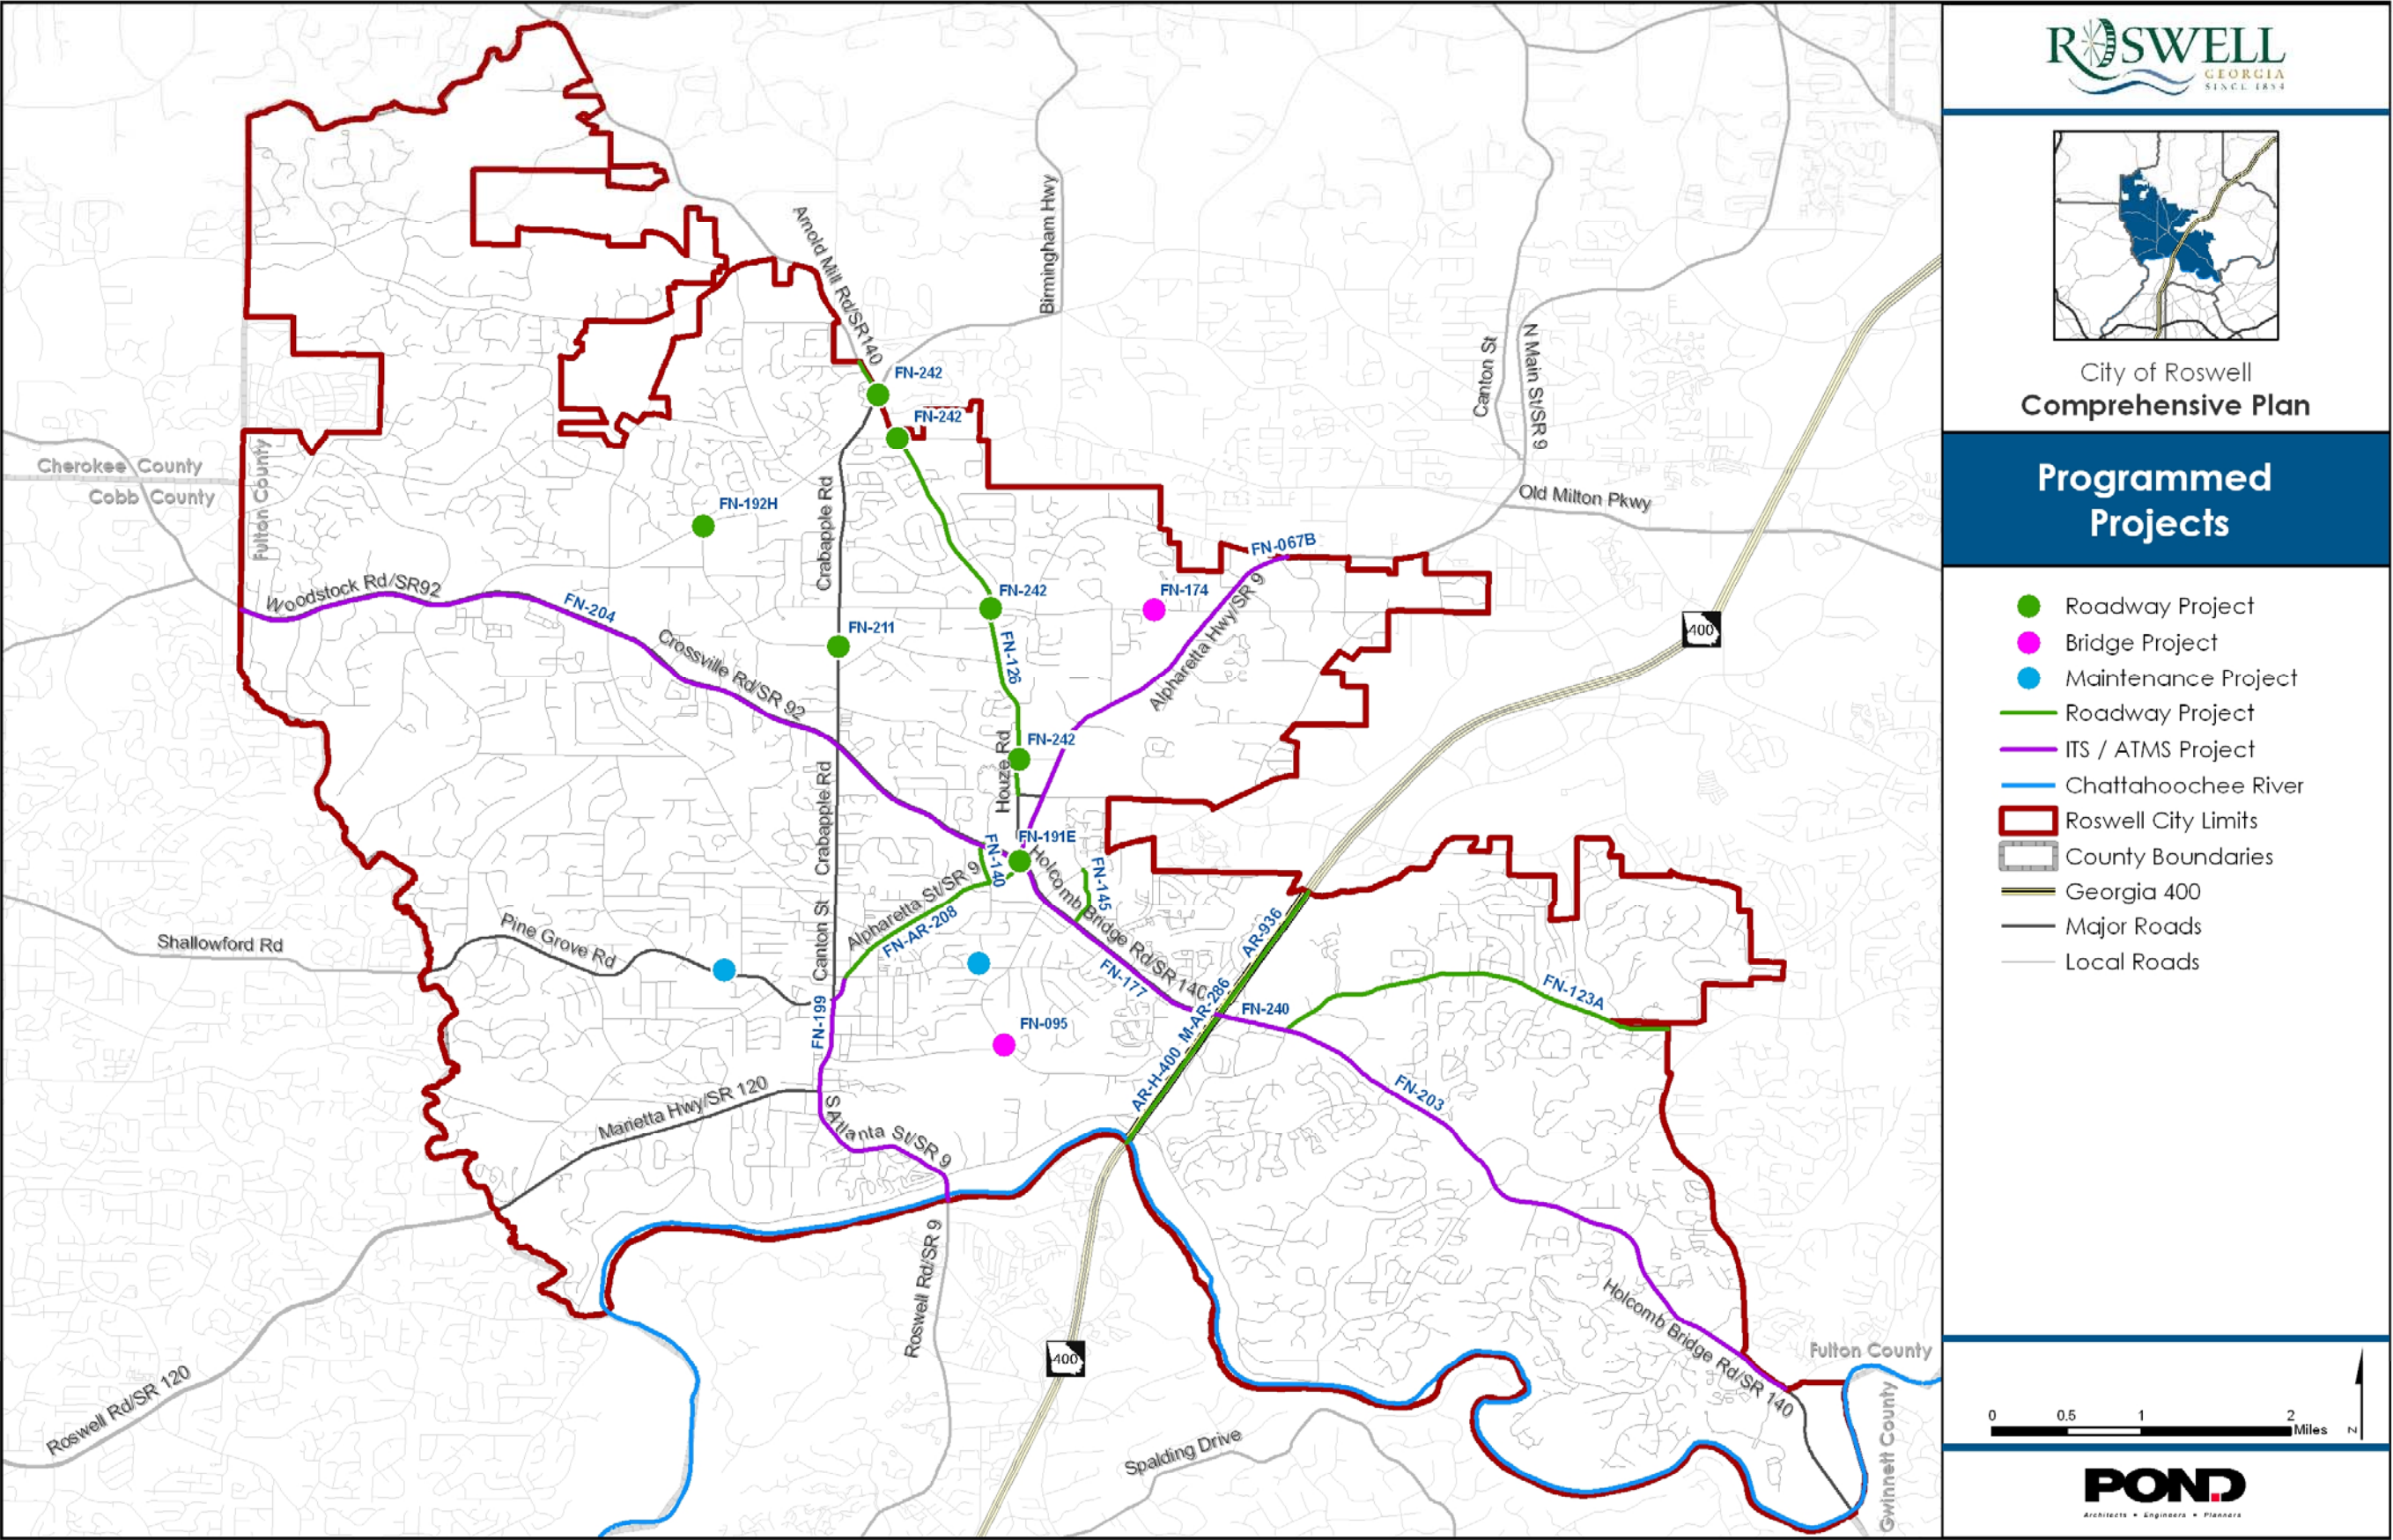 ROSWELL
GEORGIA
SINCE 1854
City of Roswell
Comprehensive Plan
Programmed
Projects
Roadway Project
Bridge Project
Maintenance Project
Roadway Project
ITS / ATMS Project
Chattahoochee River
Roswell City Limits
County Boundaries
Georgia 400
Major Roads
Local Roads
0 0.5 1 2
Miles
N
POND
Architects • Engineers • Planners
Arnold Mill Rd/SR140
Birmingham Hwy
Canton St
N Main St/SR 9
Old Milton Pkwy
FN-242
FN-242
Cherokee County
Cobb County
Fulton County
FN-192H
Crabapple Rd
FN-067B
FN-174
FN-242
Alpharetta Hwy/SR 9
400
Woodstock Rd/SR92
FN-204
Crossville Rd/SR 92
FN-211
FN-126
FN-242
Houze Rd
Crabapple Rd
FN-191E
FN-140
Holcomb Bridge Rd/SR 140
FN-145
Alpharetta St/SR 9
FN-AR-208
Canton St
Shallowford Rd
Pine Grove Rd
FN-177
AR-936
M-AR-286
AR-H-400
FN-240
FN-123A
FN-199
FN-095
FN-203
Marietta Hwy/SR 120
S Atlanta St/SR 9
Roswell Rd/SR 9
400
Holcomb Bridge Rd/SR 140
Fulton County
Gwinnett County
Roswell Rd/SR 120
Spalding Drive